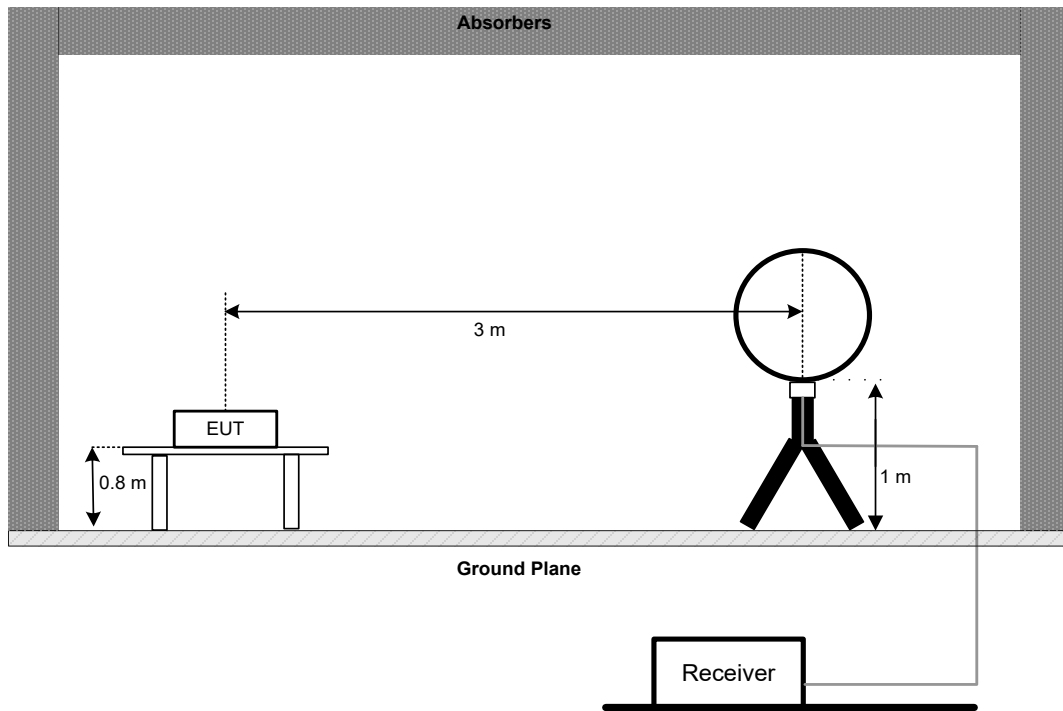 Absorbers
3 m
EUT
0.8 m
1 m
Ground Plane
Receiver